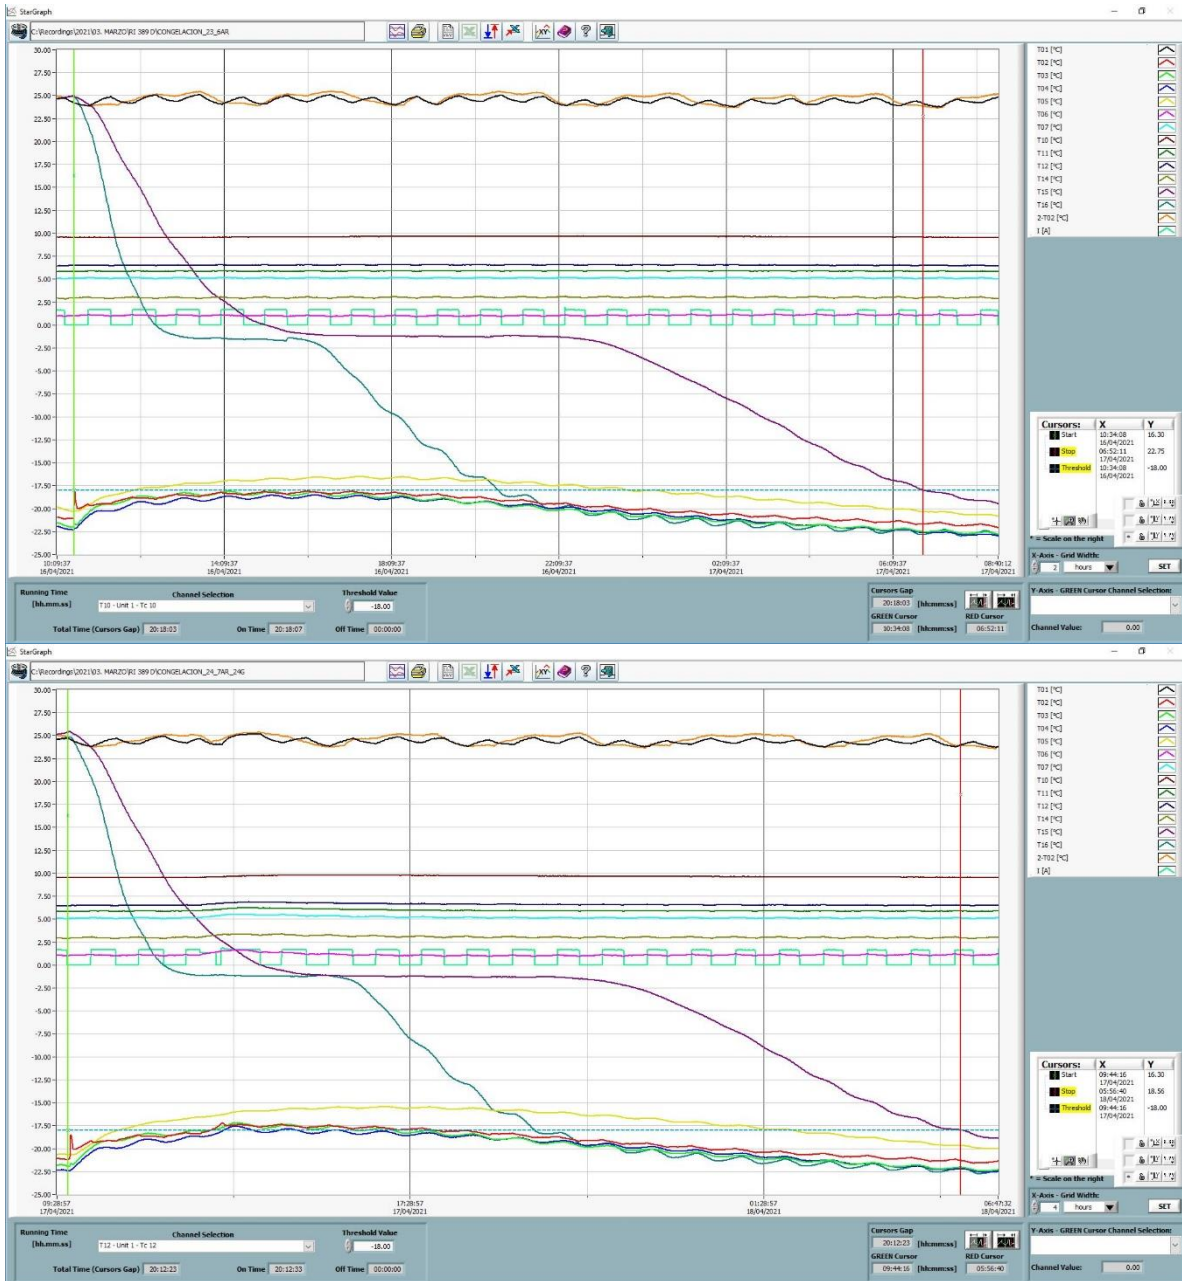 StarGraph
C:\Recordings\2021\03. MARZO\RI 389 D\CONGELACION_23_6AR
30.00
27.50
25.00
22.50
20.00
17.50
15.00
12.50
10.00
7.50
5.00
2.50
0.00
-2.50
-5.00
-7.50
-10.00
-12.50
-15.00
-17.50
-20.00
-22.50
-25.00
10:09:37 14:09:37 18:09:37 22:09:37 02:09:37 06:09:37 08:40:12
16/04/2021 16/04/2021 16/04/2021 16/04/2021 17/04/2021 17/04/2021 17/04/2021
T01 [ºC]
T02 [ºC]
T03 [ºC]
T04 [ºC]
T05 [ºC]
T06 [ºC]
T07 [ºC]
T10 [ºC]
T11 [ºC]
T12 [ºC]
T14 [ºC]
T15 [ºC]
T16 [ºC]
2-T02 [ºC]
I [A]
Cursors: X Y
Start 10:34:08 16.30
16/04/2021
Stop 06:52:11 22.75
17/04/2021
Threshold 10:34:08 -18.00
16/04/2021
* = Scale on the right
X-Axis - Grid Width:
2 hours SET
Running Time
[hh.mm.ss]
Channel Selection
T10 - Unit 1 - Tc 10
Threshold Value
-18.00
Total Time (Cursors Gap) 20:18:03 On Time 20:18:07 Off Time 00:00:00
Cursors Gap
20:18:03 [hh:mm:ss]
GREEN Cursor RED Cursor
10:34:08 [hh:mm:ss] 06:52:11
Y-Axis - GREEN Cursor Channel Selection:
Channel Value: 0.00
StarGraph
C:\Recordings\2021\03. MARZO\RI 389 D\CONGELACION_24_7AR_24G
30.00
27.50
25.00
22.50
20.00
17.50
15.00
12.50
10.00
7.50
5.00
2.50
0.00
-2.50
-5.00
-7.50
-10.00
-12.50
-15.00
-17.50
-20.00
-22.50
-25.00
09:28:57 17:28:57 01:28:57 06:47:32
17/04/2021 17/04/2021 18/04/2021 18/04/2021
T01 [ºC]
T02 [ºC]
T03 [ºC]
T04 [ºC]
T05 [ºC]
T06 [ºC]
T07 [ºC]
T10 [ºC]
T11 [ºC]
T12 [ºC]
T14 [ºC]
T15 [ºC]
T16 [ºC]
2-T02 [ºC]
I [A]
Cursors: X Y
Start 09:44:16 16.30
17/04/2021
Stop 05:56:40 18.56
18/04/2021
Threshold 09:44:16 -18.00
17/04/2021
* = Scale on the right
X-Axis - Grid Width:
4 hours SET
Running Time
[hh.mm.ss]
Channel Selection
T12 - Unit 1 - Tc 12
Threshold Value
-18.00
Total Time (Cursors Gap) 20:12:23 On Time 20:12:33 Off Time 00:00:00
Cursors Gap
20:12:23 [hh:mm:ss]
GREEN Cursor RED Cursor
09:44:16 [hh:mm:ss] 05:56:40
Y-Axis - GREEN Cursor Channel Selection:
Channel Value: 0.00